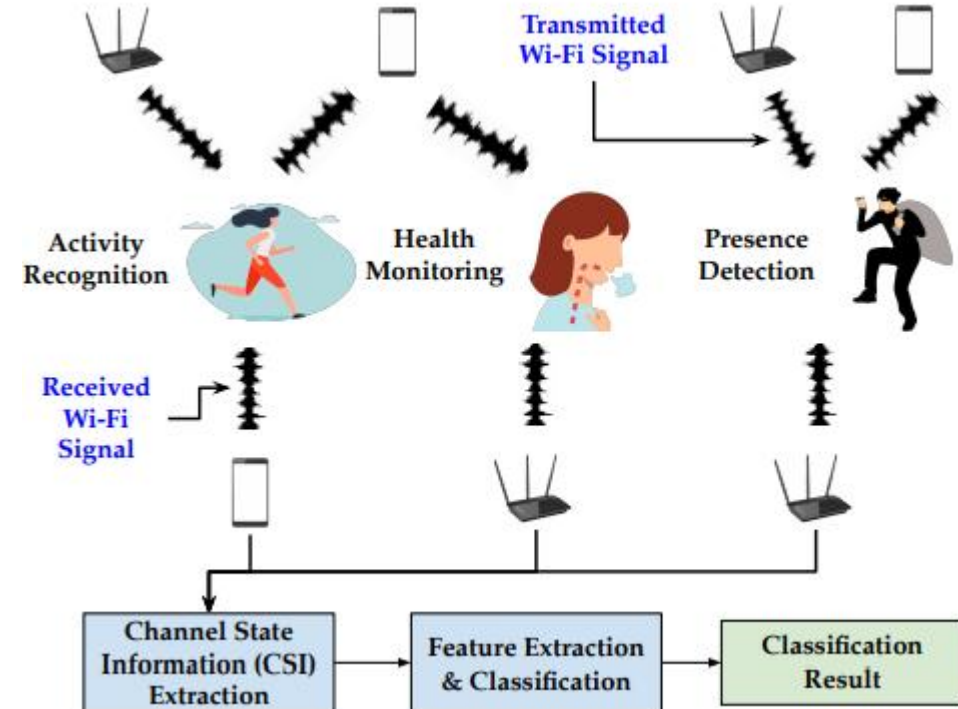 Transmitted
Wi-Fi Signal
Activity
Recognition
Health
Monitoring
Presence
Detection
Received
Wi-Fi
Signal
Channel State
Information (CSI)
Extraction
Feature Extraction
& Classification
Classification
Result